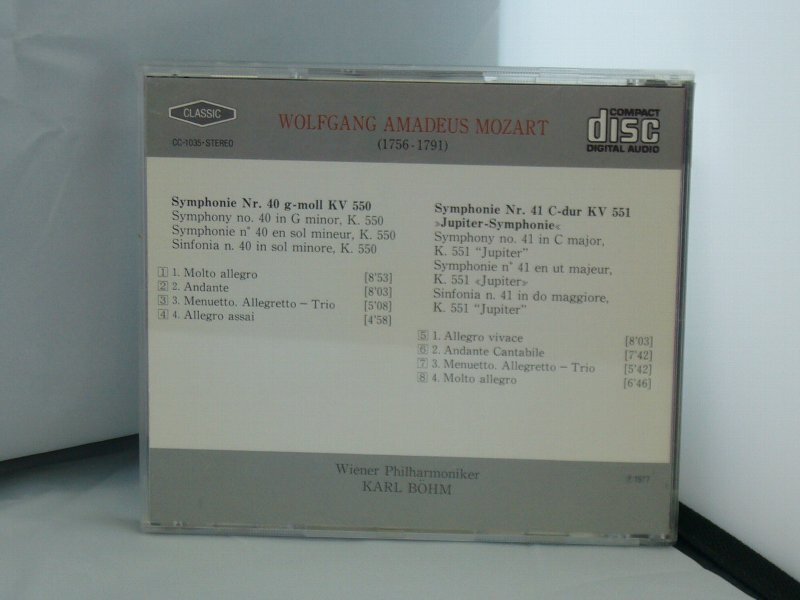 CLASSIC
CC-1035·STEREO
WOLFGANG AMADEUS MOZART
(1756-1791)
COMPACT
disc
DIGITAL AUDIO
Symphonie Nr. 40 g-moll KV 550
Symphony no. 40 in G minor, K. 550
Symphonie n° 40 en sol mineur, K. 550
Sinfonia n. 40 in sol minore, K. 550
1 1. Molto allegro [8'53]
2 2. Andante [8'03]
3 3. Menuetto. Allegretto – Trio [5'08]
4 4. Allegro assai [4'58]
Symphonie Nr. 41 C-dur KV 551
»Jupiter-Symphonie«
Symphony no. 41 in C major,
K. 551 "Jupiter"
Symphonie n° 41 en ut majeur,
K. 551 «Jupiter»
Sinfonia n. 41 in do maggiore,
K. 551 "Jupiter"
5 1. Allegro vivace [8'03]
6 2. Andante Cantabile [7'42]
7 3. Menuetto. Allegretto – Trio [5'42]
8 4. Molto allegro [6'46]
Wiener Philharmoniker
KARL BÖHM
1977